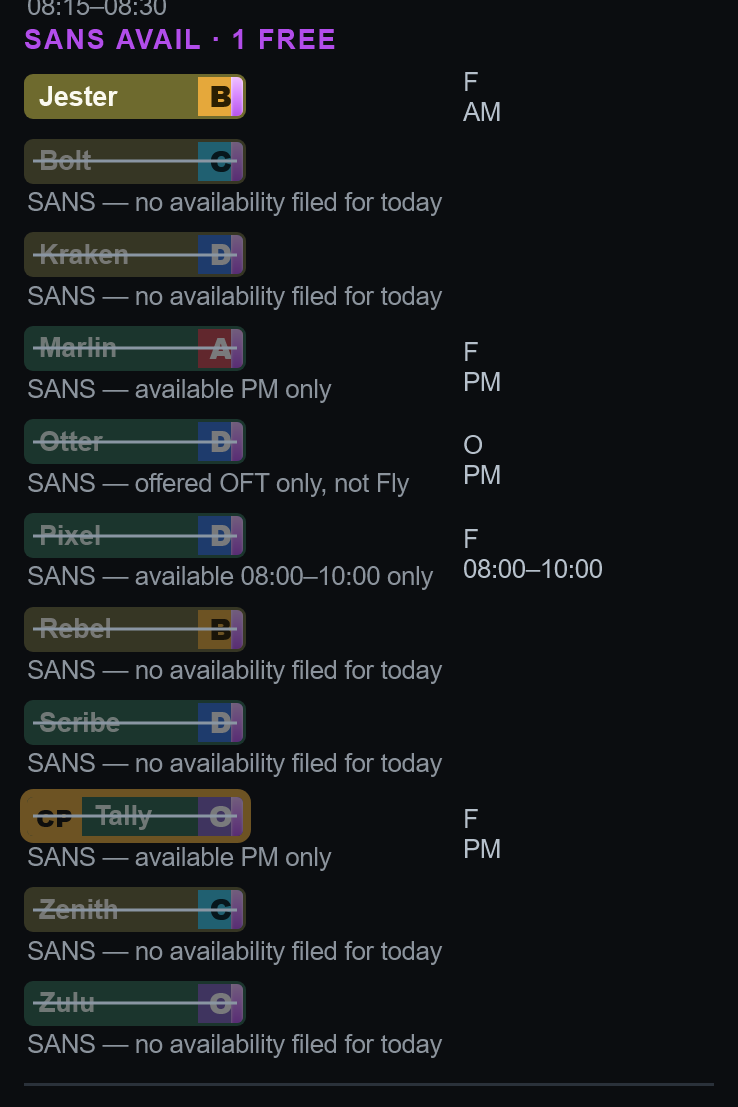 08:15–08:30
SANS AVAIL · 1 FREE
Jester B
F
AM
Bolt C
SANS — no availability filed for today
Kraken D
SANS — no availability filed for today
Marlin A
F
PM
SANS — available PM only
Otter D
O
PM
SANS — offered OFT only, not Fly
Pixel D
F
08:00–10:00
SANS — available 08:00–10:00 only
Rebel B
SANS — no availability filed for today
Scribe D
SANS — no availability filed for today
CP Tally O
F
PM
SANS — available PM only
Zenith C
SANS — no availability filed for today
Zulu O
SANS — no availability filed for today